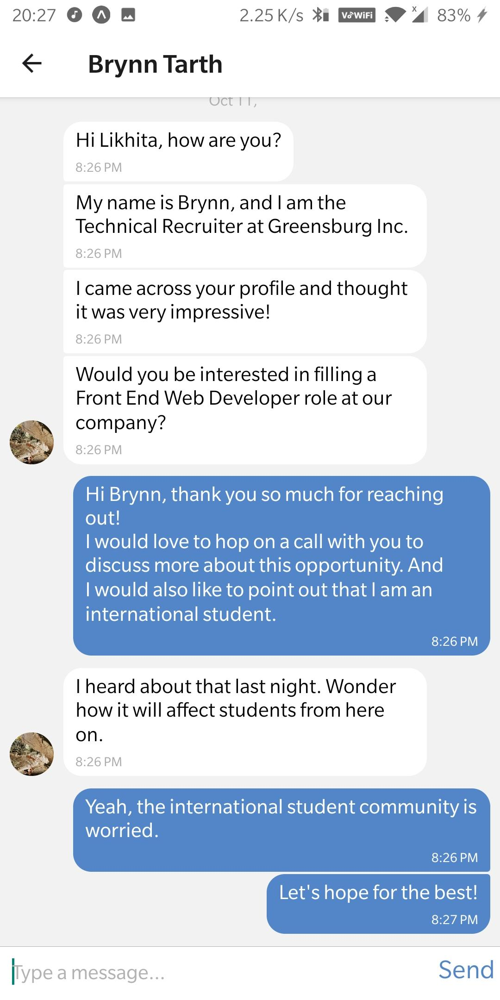 20:27 2.25 K/s VoWiFi x 83%
Brynn Tarth
Oct 11,
Hi Likhita, how are you?
8:26 PM
My name is Brynn, and I am the
Technical Recruiter at Greensburg Inc.
8:26 PM
I came across your profile and thought
it was very impressive!
8:26 PM
Would you be interested in filling a
Front End Web Developer role at our
company?
8:26 PM
Hi Brynn, thank you so much for reaching
out!
I would love to hop on a call with you to
discuss more about this opportunity. And
I would also like to point out that I am an
international student.
8:26 PM
I heard about that last night. Wonder
how it will affect students from here
on.
8:26 PM
Yeah, the international student community is
worried.
8:26 PM
Let's hope for the best!
8:27 PM
Type a message... Send